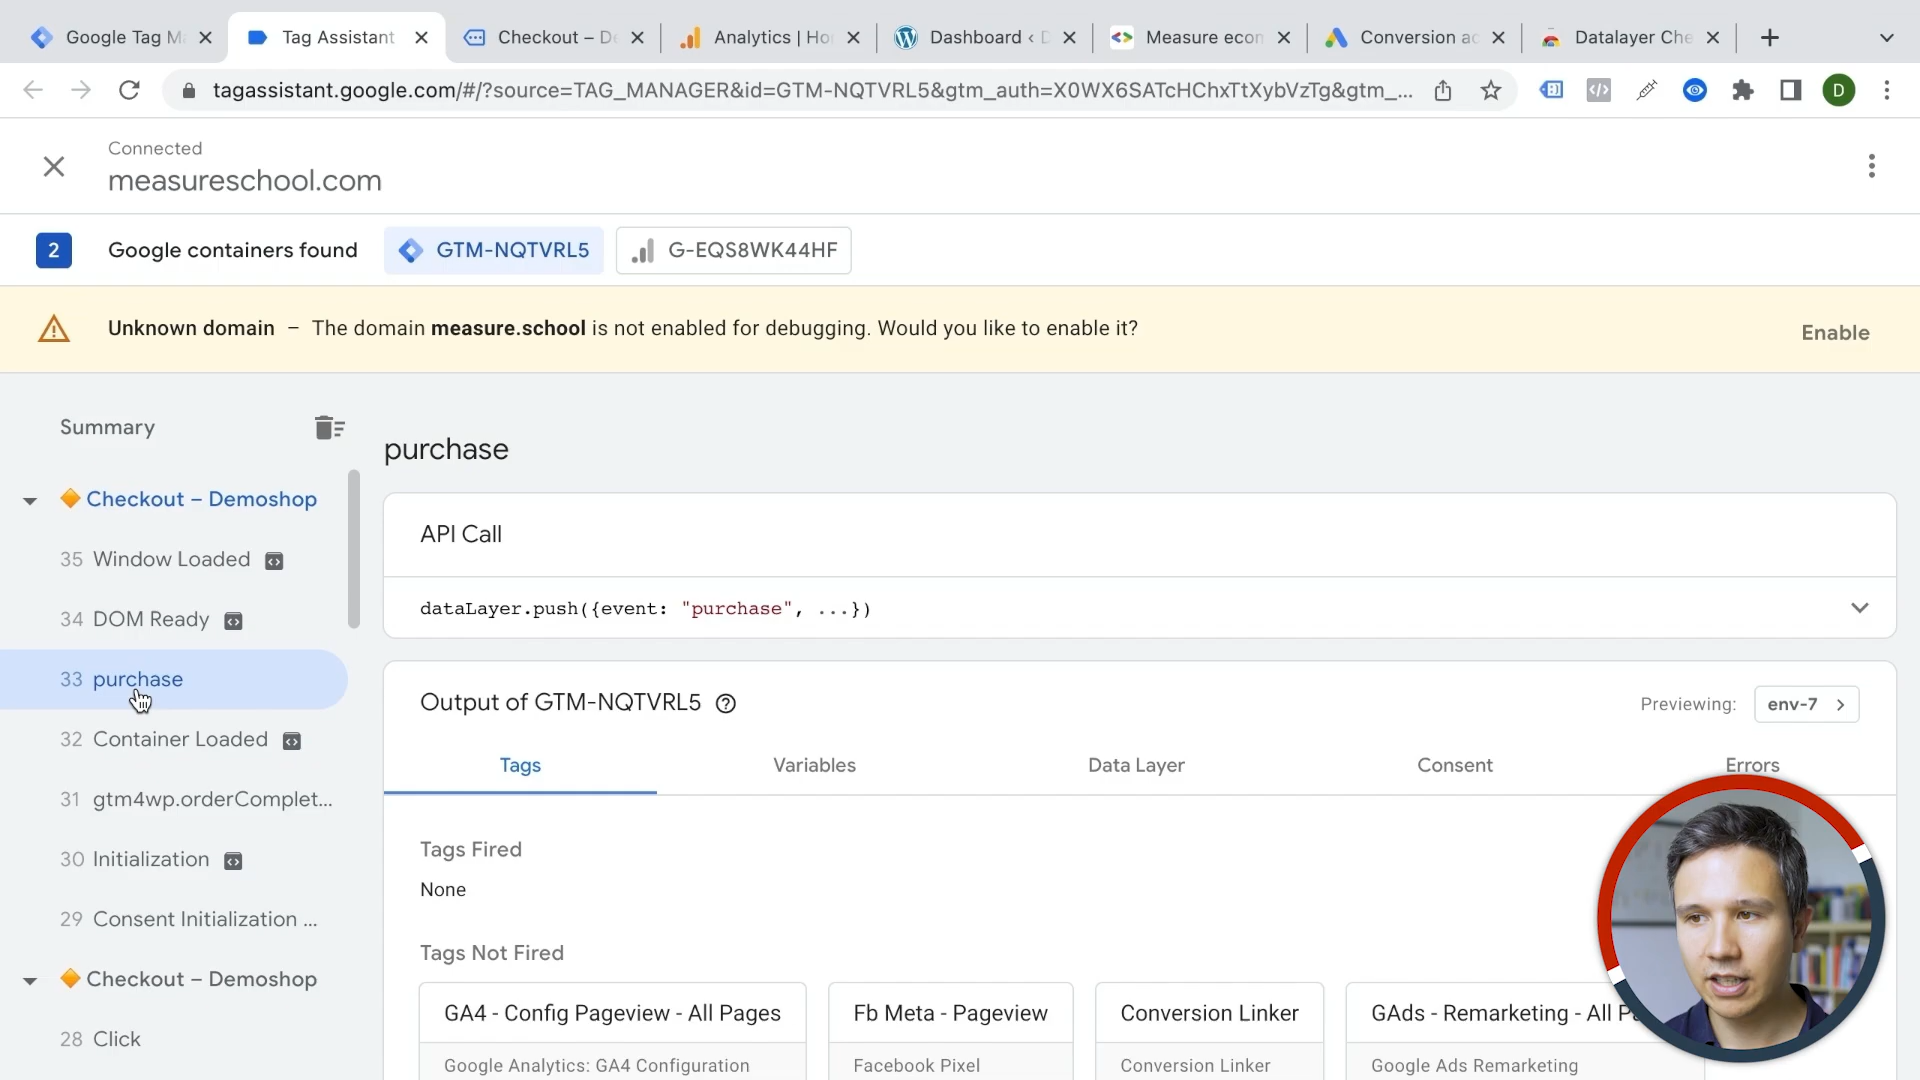 Google Tag Ma
Tag Assistant
Checkout – De
Analytics | Ho
Dashboard ‹ D
Measure econ
Conversion ac
Datalayer Che
tagassistant.google.com/#/?source=TAG_MANAGER&id=GTM-NQTVRL5&gtm_auth=X0WX6SATcHChxTtXybVzTg&gtm_...
D
Connected
measureschool.com
2 Google containers found GTM-NQTVRL5 G-EQS8WK44HF
Unknown domain – The domain measure.school is not enabled for debugging. Would you like to enable it? Enable
Summary
Checkout – Demoshop
35 Window Loaded
34 DOM Ready
33 purchase
32 Container Loaded
31 gtm4wp.orderComplet...
30 Initialization
29 Consent Initialization ...
Checkout – Demoshop
28 Click
purchase
API Call
dataLayer.push({event: "purchase", ...})
Output of GTM-NQTVRL5
Previewing: env-7
Tags Variables Data Layer Consent Errors
Tags Fired
None
Tags Not Fired
GA4 - Config Pageview - All Pages
Google Analytics: GA4 Configuration
Fb Meta - Pageview
Facebook Pixel
Conversion Linker
Conversion Linker
GAds - Remarketing - All Pa
Google Ads Remarketing